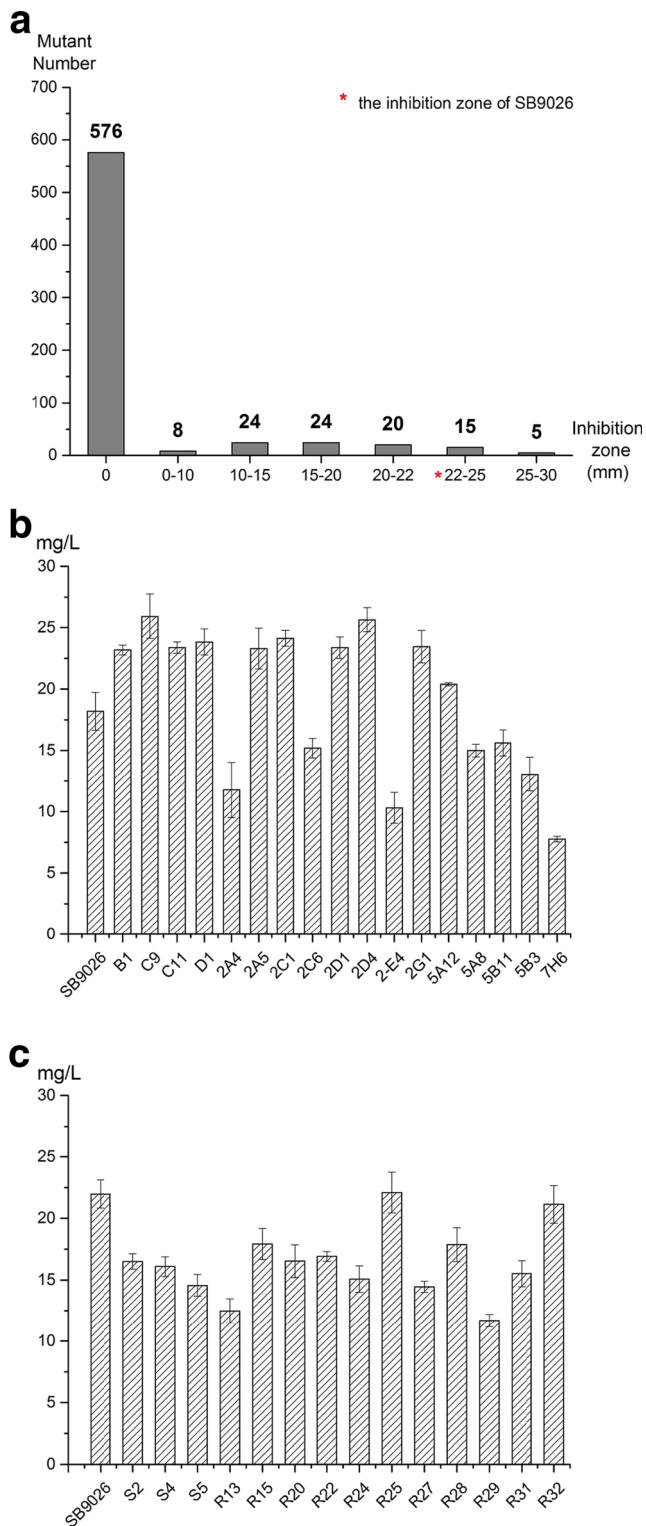 a
Mutant
Number
700
* the inhibition zone of SB9026
600
576
500
400
300
200
100
8
24
24
20
15
5
Inhibition
zone
(mm)
0
0
0-10
10-15
15-20
20-22
*22-25
25-30
b
mg/L
30
25
20
15
10
5
0
SB9026
B1
C9
C11
D1
2A4
2A5
2C1
2C6
2D1
2D4
2-E4
2G1
5A12
5A8
5B11
5B3
7H6
c
mg/L
30
25
20
15
10
5
0
SB9026
S2
S4
S5
R13
R15
R20
R22
R24
R25
R27
R28
R29
R31
R32